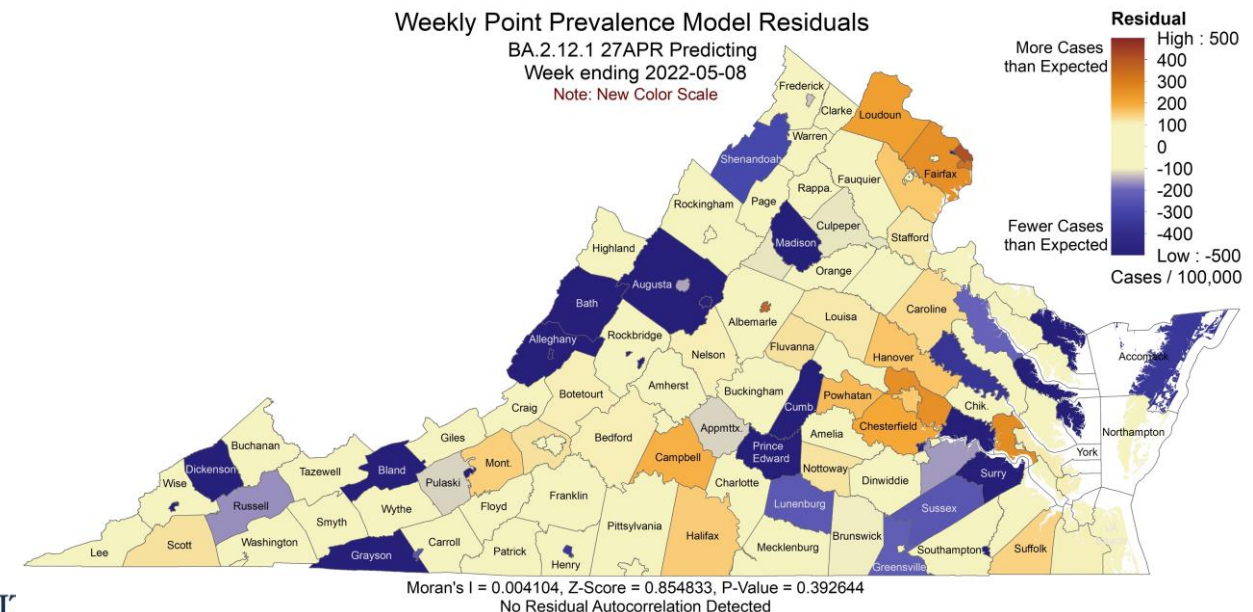 Weekly Point Prevalence Model Residuals
BA.2.12.1 27APR Predicting
Week ending 2022-05-08
Note: New Color Scale
Residual
More Cases
than Expected
High : 500
400
300
200
100
0
-100
-200
-300
-400
Low : -500
Fewer Cases
than Expected
Cases / 100,000
Frederick
Clarke
Loudoun
Warren
Shenandoah
Fauquier
Fairfax
Page
Rappa.
Rockingham
Culpeper
Madison
Stafford
Highland
Orange
Augusta
Bath
Albemarle
Louisa
Caroline
Rockbridge
Alleghany
Fluvanna
Hanover
Nelson
Accomack
Amherst
Buckingham
Cumb.
Powhatan
Botetourt
Craig
Chik.
Chesterfield
Appmttx.
Amelia
Northampton
Bedford
Giles
Buchanan
Prince
Edward
York
Campbell
Dickenson
Tazewell
Bland
Mont.
Nottoway
Surry
Wise
Pulaski
Charlotte
Dinwiddie
Russell
Franklin
Lunenburg
Sussex
Wythe
Floyd
Smyth
Pittsylvania
Halifax
Brunswick
Scott
Washington
Carroll
Lee
Grayson
Patrick
Henry
Mecklenburg
Southampton
Suffolk
Greensville
Moran's I = 0.004104, Z-Score = 0.854833, P-Value = 0.392644
No Residual Autocorrelation Detected